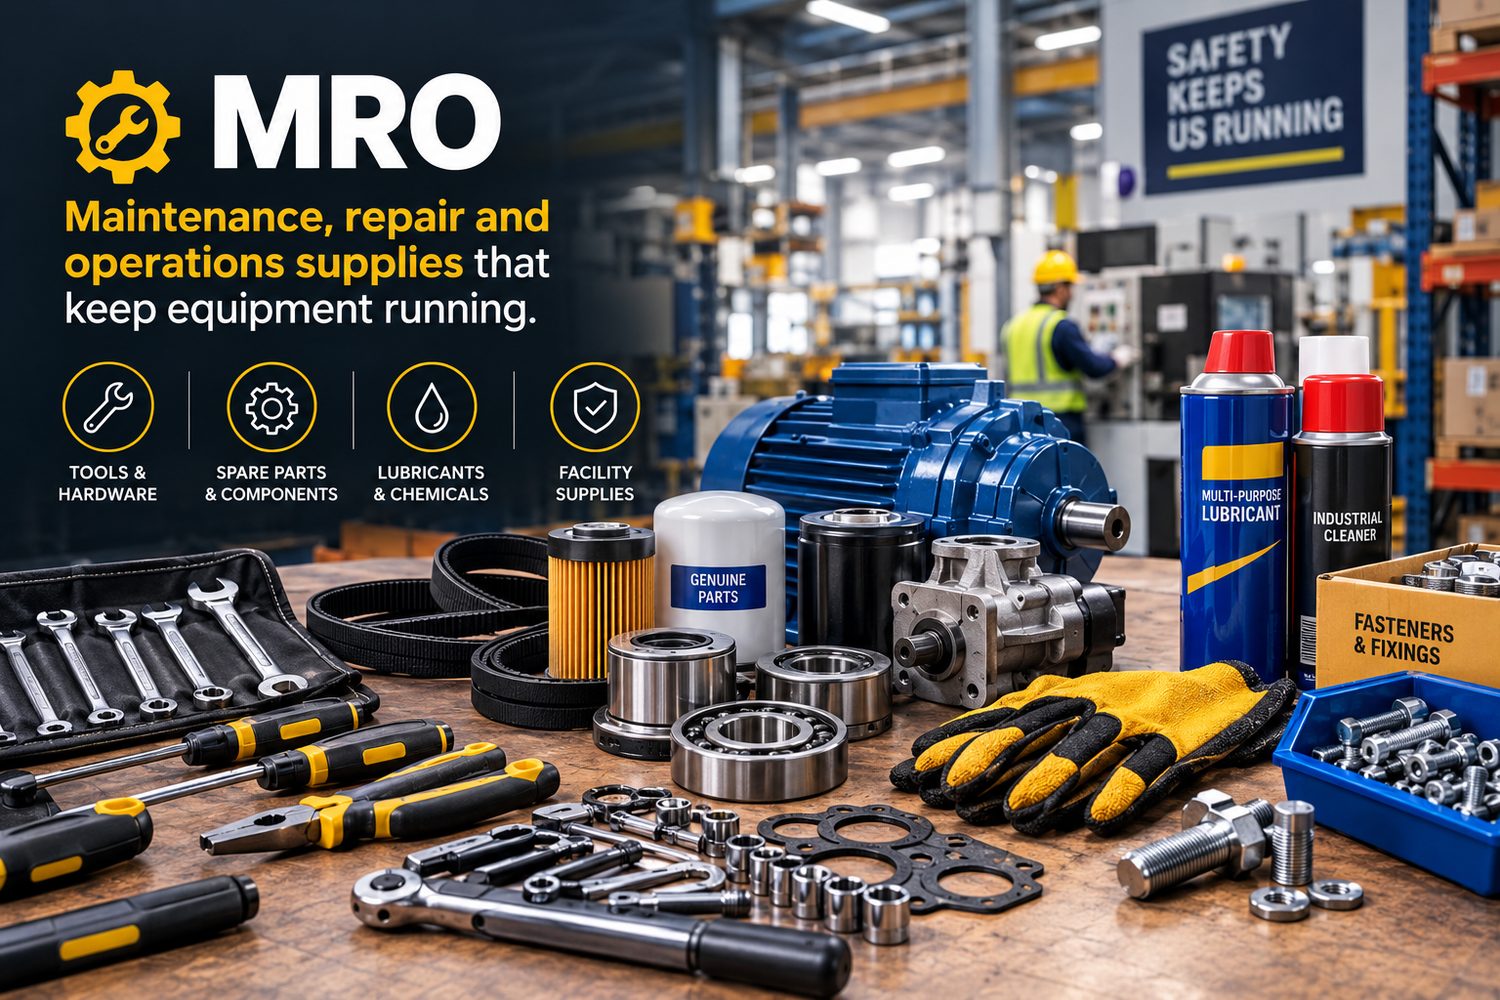 MRO
Maintenance, repair and
operations supplies that
keep equipment running.
TOOLS &
HARDWARE
SPARE PARTS
& COMPONENTS
LUBRICANTS
& CHEMICALS
FACILITY
SUPPLIES
SAFETY
KEEPS
US RUNNING
GENUINE
PARTS
MULTI-PURPOSE
LUBRICANT
INDUSTRIAL
CLEANER
FASTENERS
& FIXINGS